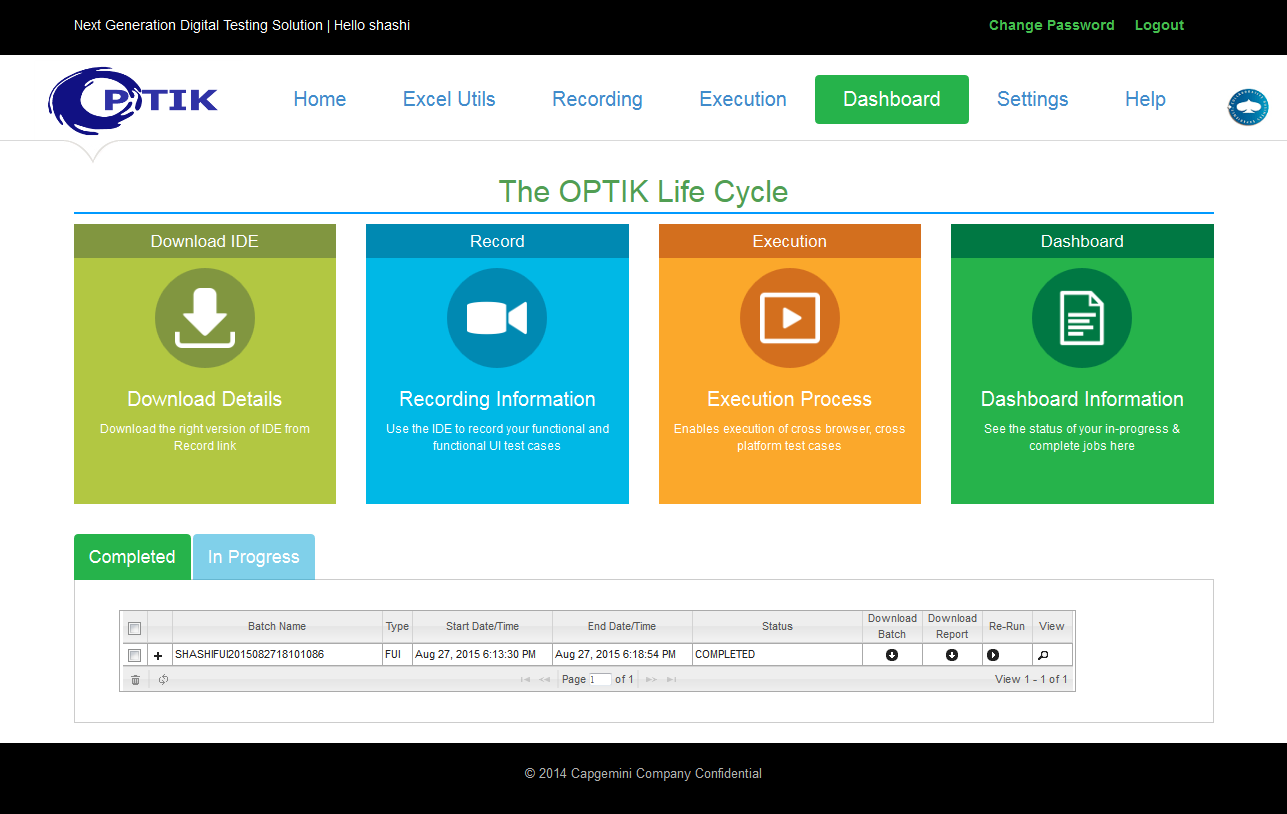 Next Generation Digital Testing Solution | Hello shashi
Change Password Logout
PTIK
Home Excel Utils Recording Execution Dashboard Settings Help
The OPTIK Life Cycle
Download IDE
Download Details
Download the right version of IDE from
Record link
Record
Recording Information
Use the IDE to record your functional and
functional UI test cases
Execution
Execution Process
Enables execution of cross browser, cross
platform test cases
Dashboard
Dashboard Information
See the status of your in-progress &
complete jobs here
Completed In Progress
Batch Name Type Start Date/Time End Date/Time Status Download Batch Download Report Re-Run View
SHASHIFUI2015082718101086 FUI Aug 27, 2015 6:13:30 PM Aug 27, 2015 6:18:54 PM COMPLETED
Page 1 of 1 View 1 - 1 of 1
© 2014 Capgemini Company Confidential